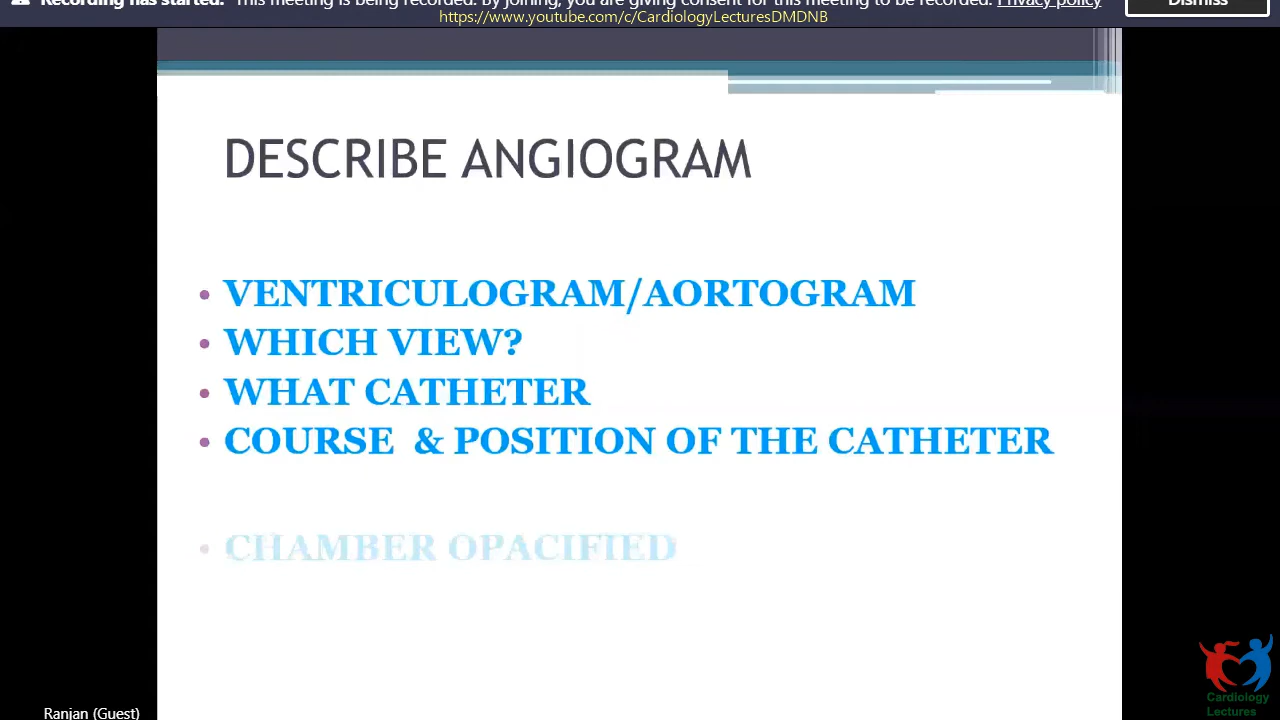 Recording has started. This meeting is being recorded. By joining, you are giving consent for this meeting to be recorded. Privacy policy
Dismiss
https://www.youtube.com/c/CardiologyLecturesDMDNB
DESCRIBE ANGIOGRAM
• VENTRICULOGRAM/AORTOGRAM
• WHICH VIEW?
• WHAT CATHETER
• COURSE & POSITION OF THE CATHETER
• CHAMBER OPACIFIED
Cardiology
Lectures
Ranjan (Guest)